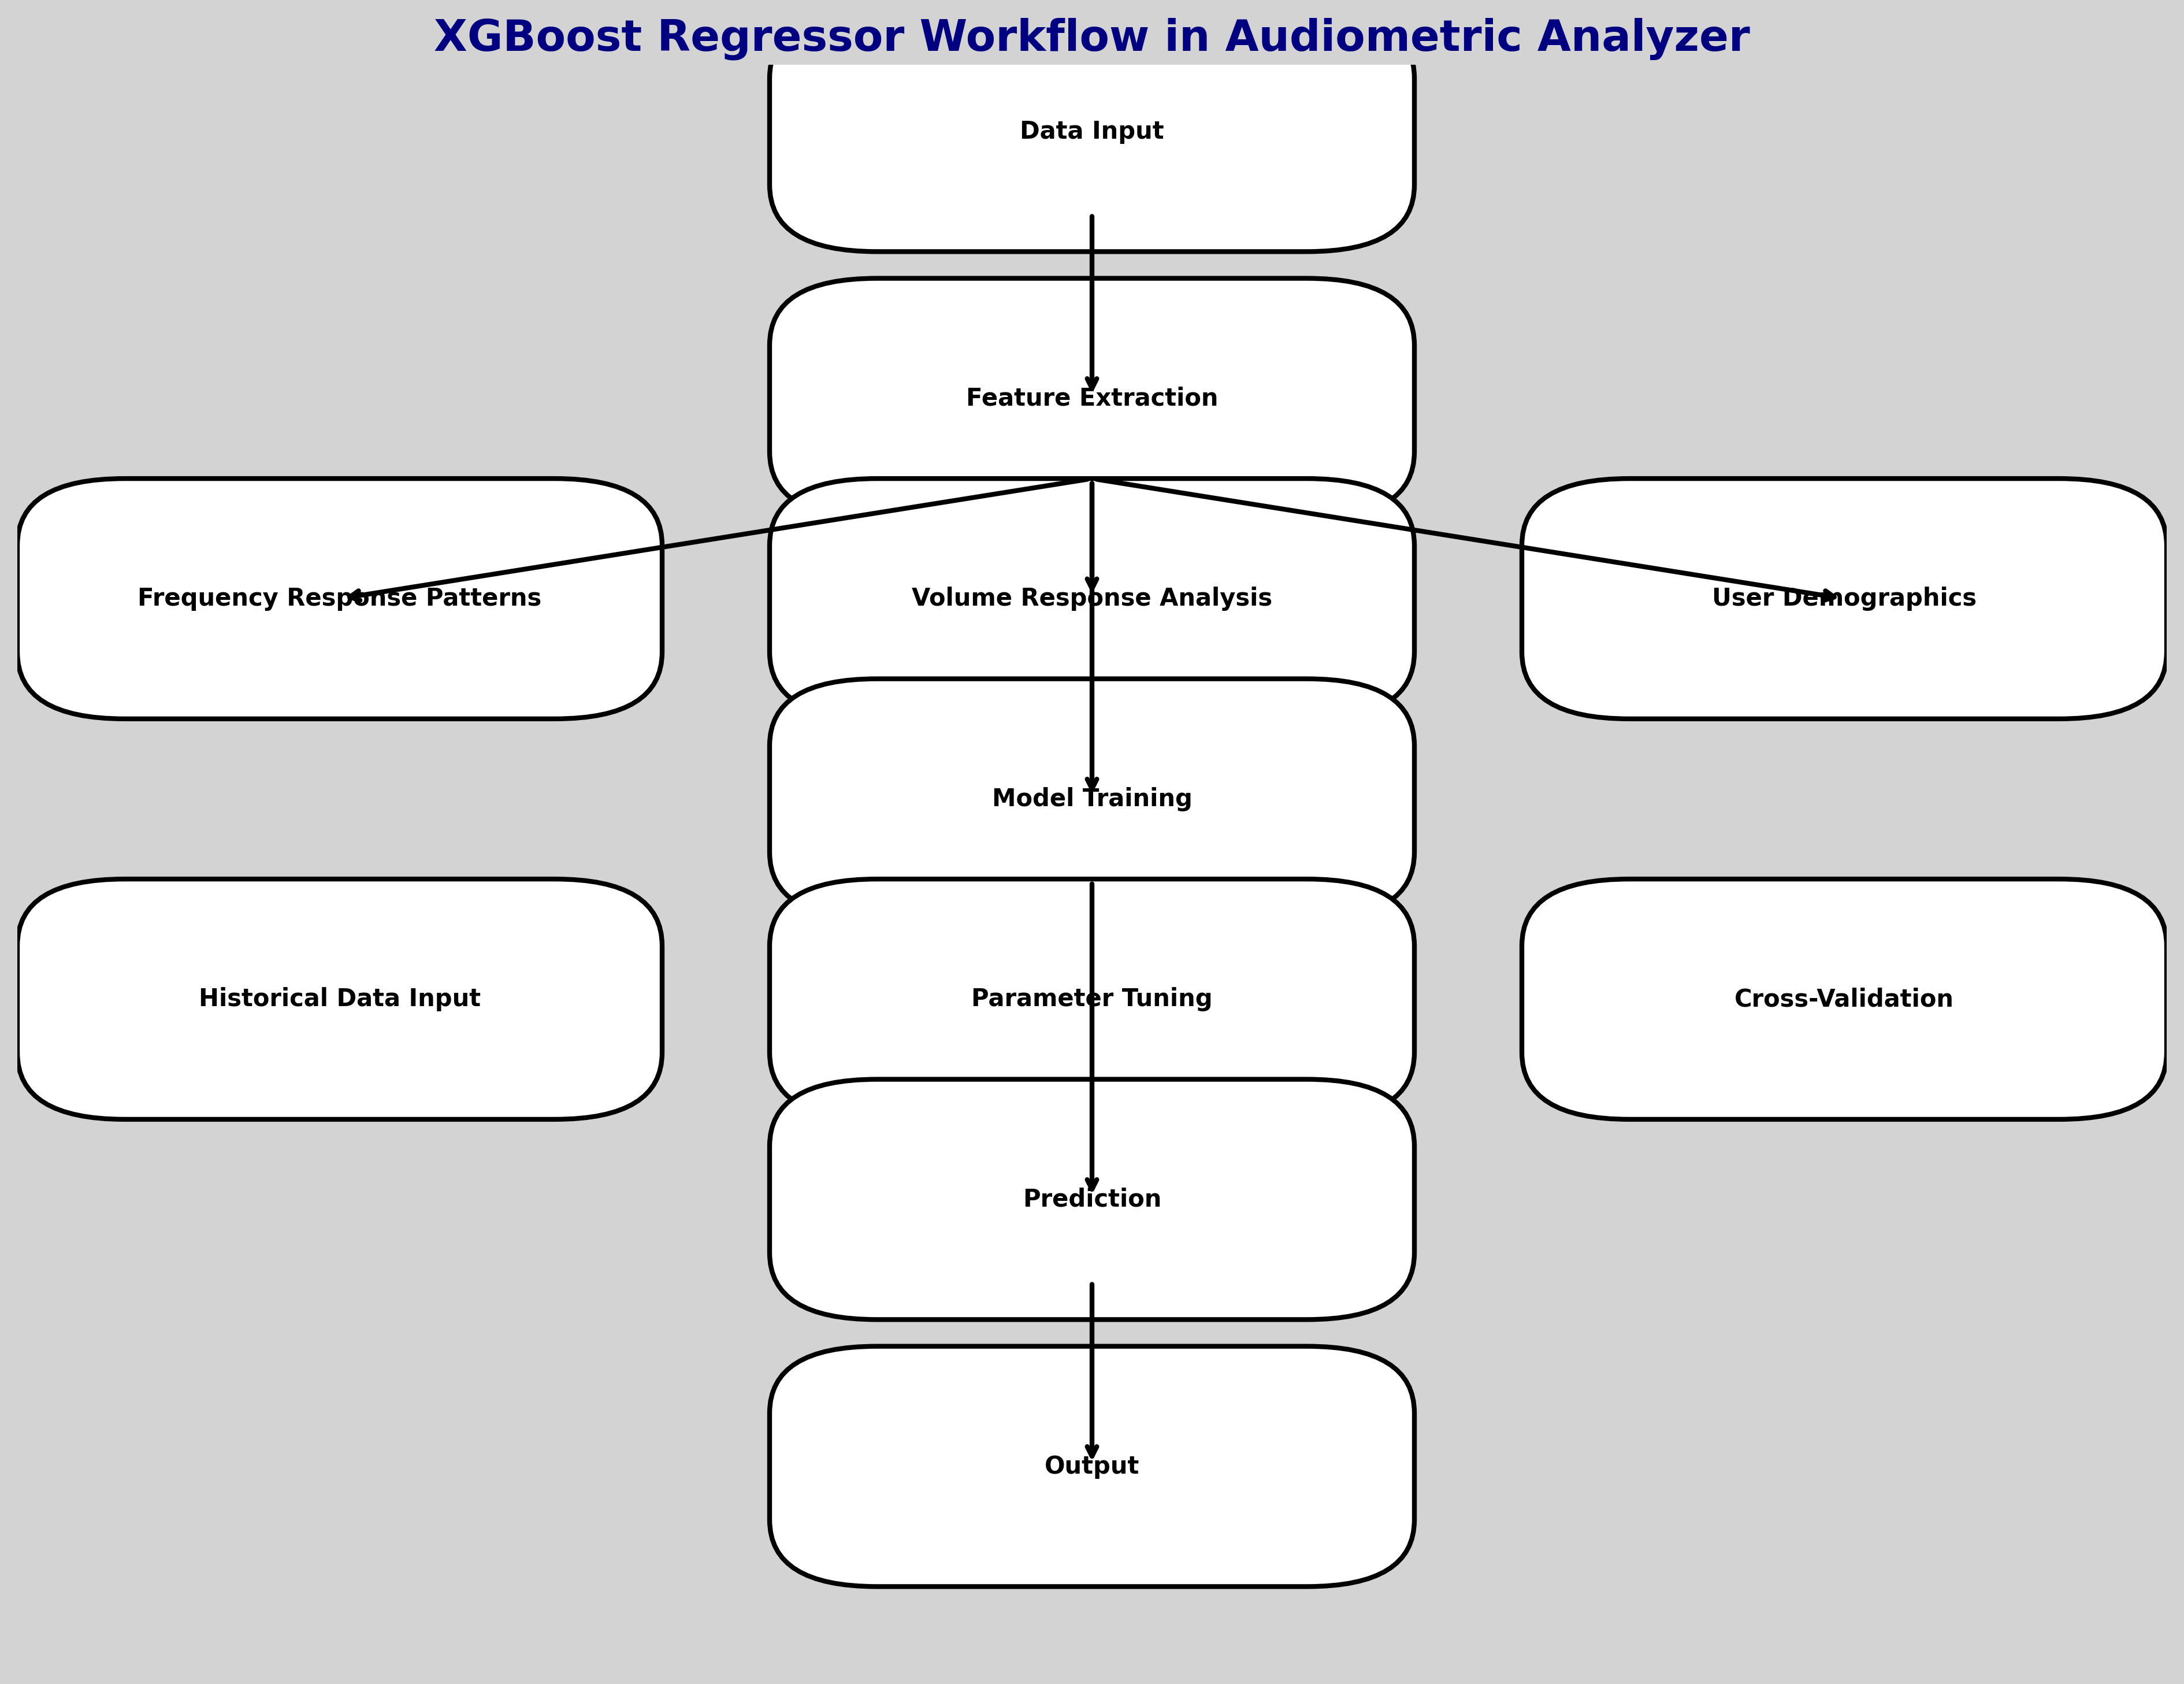 XGBoost Regressor Workflow in Audiometric Analyzer
Data Input
Feature Extraction
Frequency Response Patterns
Volume Response Analysis
User Demographics
Model Training
Historical Data Input
Parameter Tuning
Cross-Validation
Prediction
Output